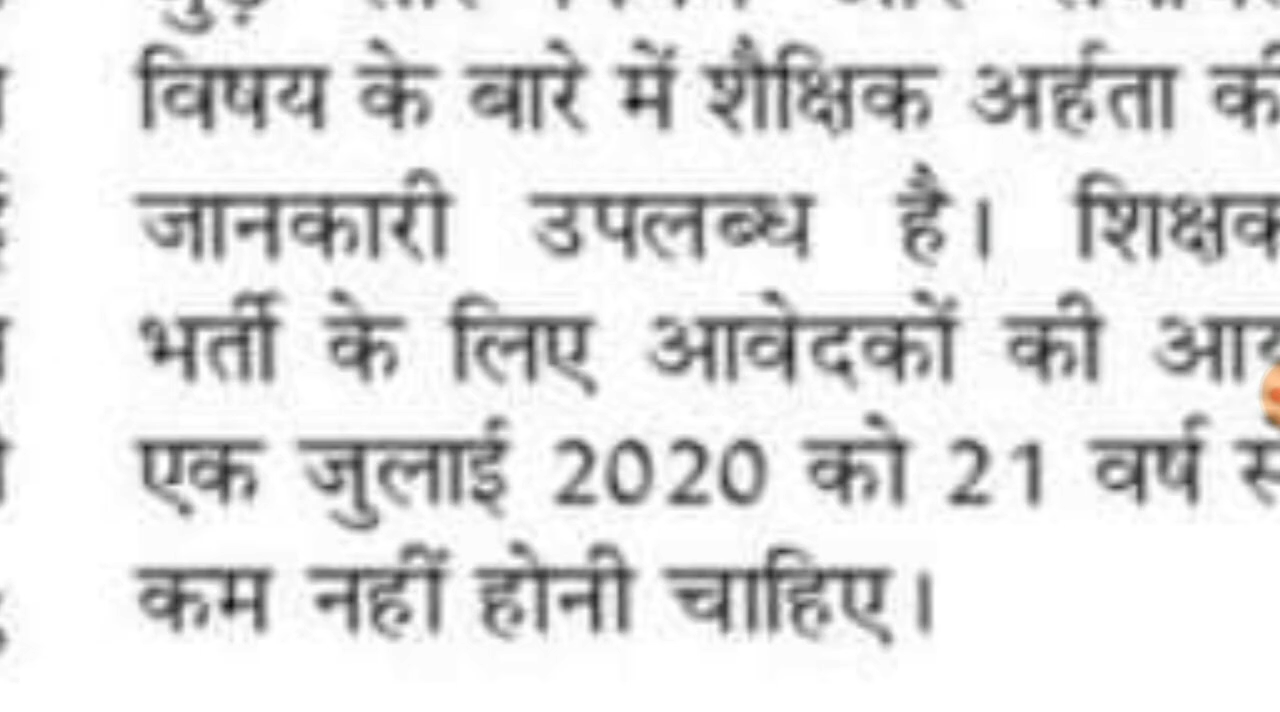 विषय के बारे में शैक्षिक अर्हता की
जानकारी उपलब्ध है। शिक्षक
भर्ती के लिए आवेदकों की
एक जुलाई 2020 को 21 वर्ष
कम नहीं होनी चाहिए।